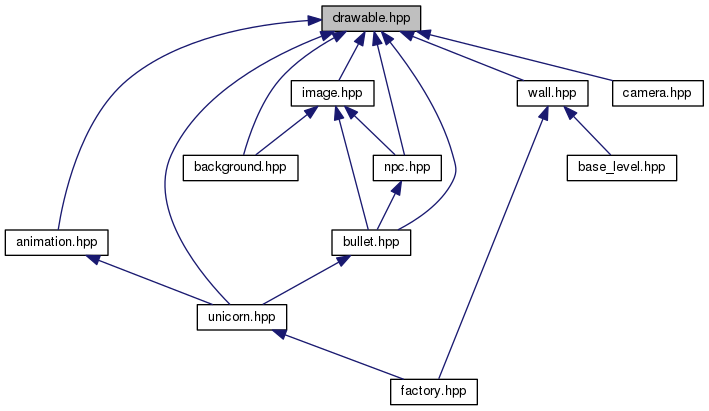 drawable.hpp
image.hpp
wall.hpp
camera.hpp
background.hpp
npc.hpp
base_level.hpp
animation.hpp
bullet.hpp
unicorn.hpp
factory.hpp